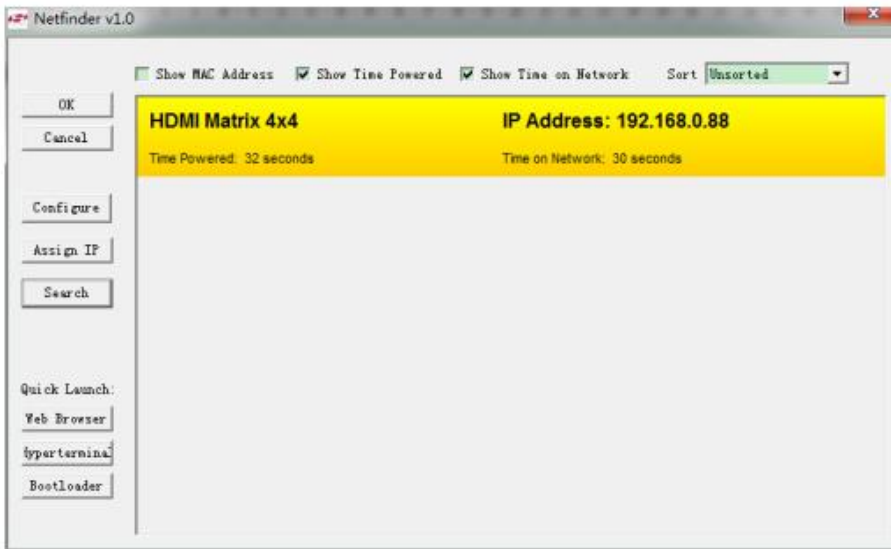 Netfinder v1.0
Show MAC Address Show Time Powered Show Time on Network Sort Unsorted
OK
HDMI Matrix 4x4 IP Address: 192.168.0.88
Cancel
Time Powered: 32 seconds Time on Network: 30 seconds
Configure
Assign IP
Search
Quick Launch:
Web Browser
Hyperterminal
Bootloader